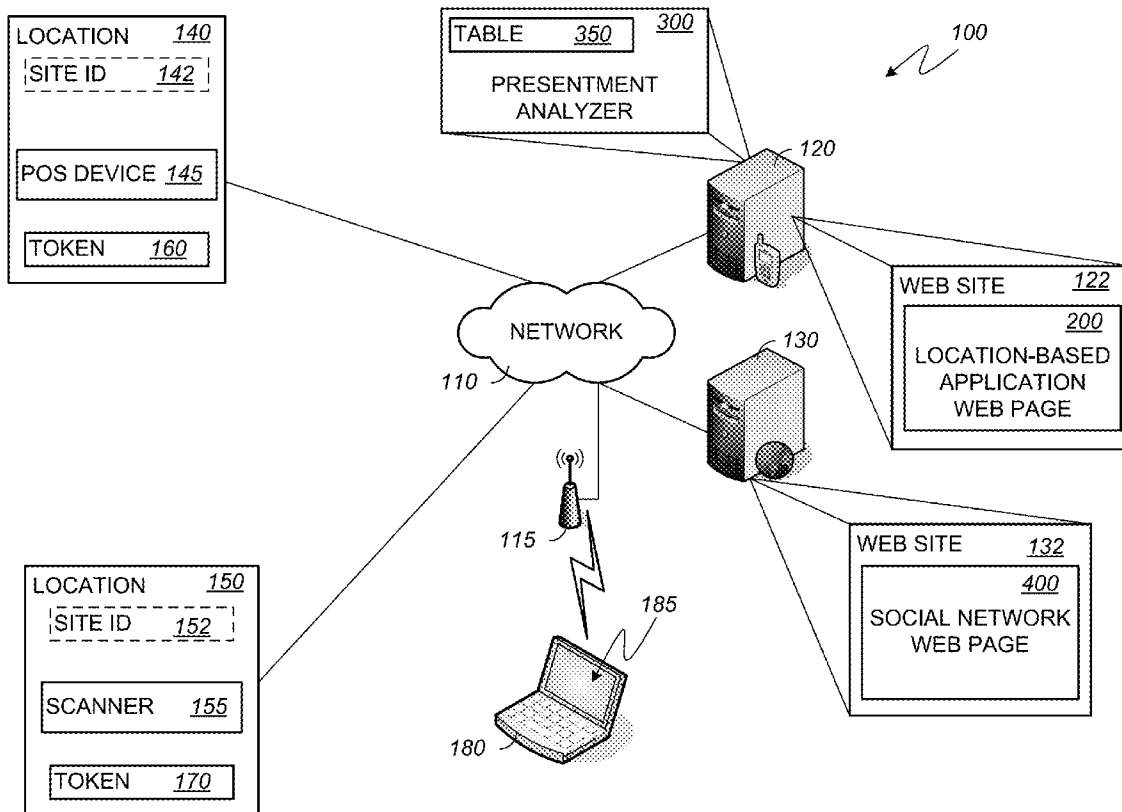 LOCATION 140
SITE ID 142
POS DEVICE 145
TOKEN 160
TABLE 350
300
PRESENTMENT
ANALYZER
100
120
WEB SITE 122
200
LOCATION-BASED
APPLICATION
WEB PAGE
NETWORK
110
130
115
WEB SITE 132
400
SOCIAL NETWORK
WEB PAGE
LOCATION 150
SITE ID 152
SCANNER 155
TOKEN 170
185
180